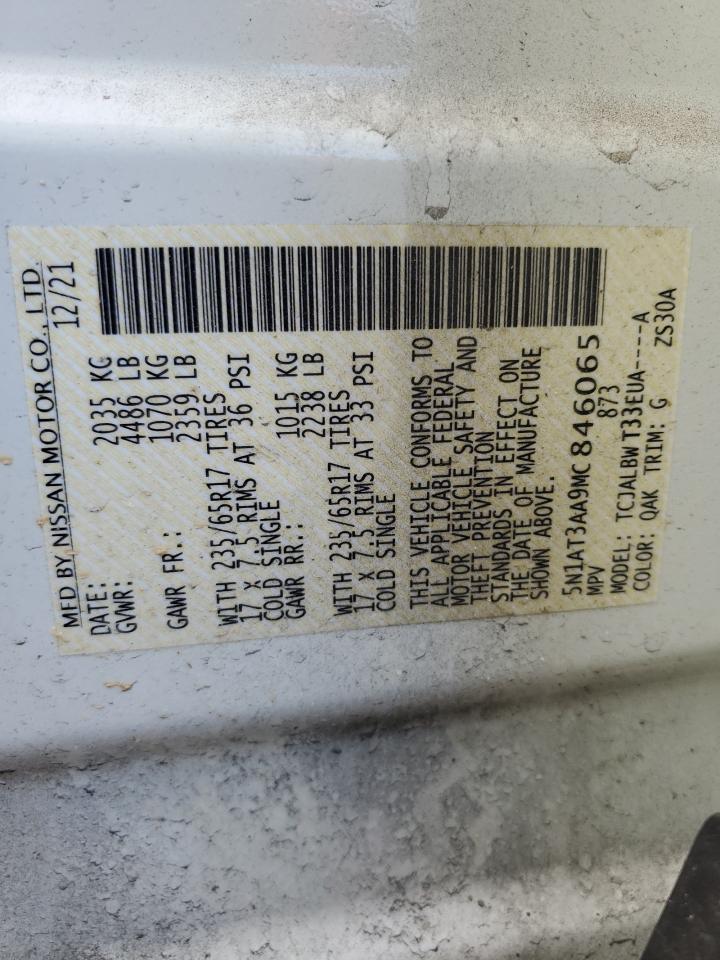 MFD BY NISSAN MOTOR CO., LTD.
DATE: 12/21
GVWR: 2035 KG
4486 LB
GAWR FR.: 1070 KG
2359 LB
WITH 235/65R17 TIRES
17 X 7.5 RIMS AT 36 PSI
COLD SINGLE
GAWR RR.: 1015 KG
2238 LB
WITH 235/65R17 TIRES
17 X 7.5 RIMS AT 33 PSI
COLD SINGLE
THIS VEHICLE CONFORMS TO
ALL APPLICABLE FEDERAL
MOTOR VEHICLE SAFETY AND
THEFT PREVENTION
STANDARDS IN EFFECT ON
THE DATE OF MANUFACTURE
SHOWN ABOVE.
5N1AT3AA9MC846065
MPV 873
MODEL: TCJALBW T33EUA----A
COLOR: QAK TRIM: G ZS30A